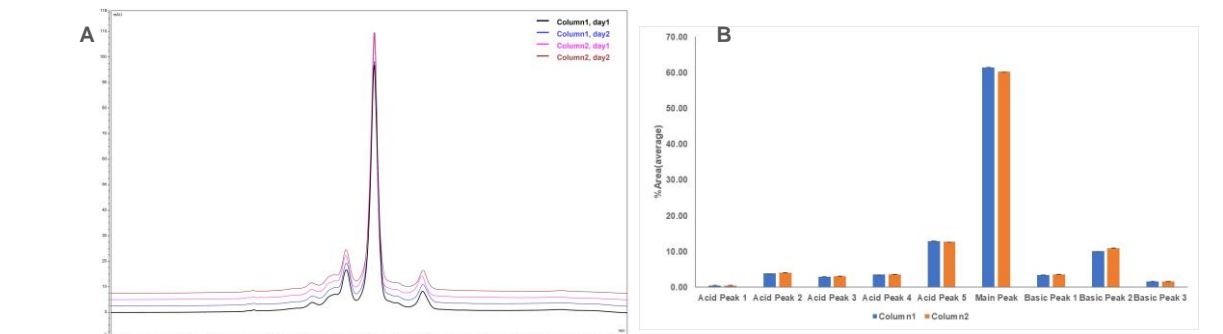 A
mAU
Column1, day1
Column1, day2
Column2, day1
Column2, day2
B
70.00
60.00
50.00
40.00
30.00
20.00
10.00
0.00
%Area(average)
Acid Peak 1 Acid Peak 2 Acid Peak 3 Acid Peak 4 Acid Peak 5 Main Peak Basic Peak 1 Basic Peak 2 Basic Peak 3
Column1 Column2